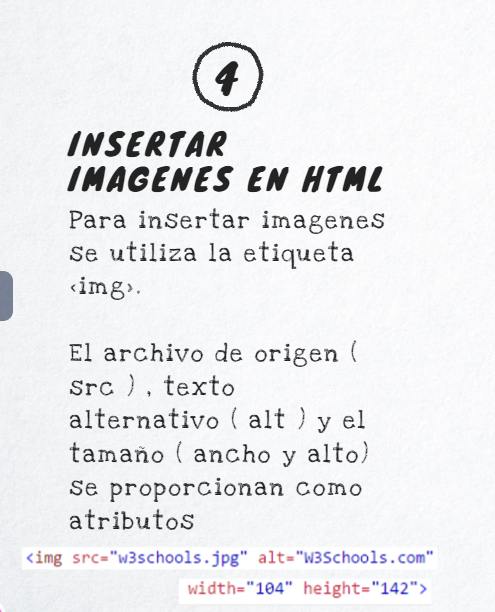 4
INSERTAR
IMAGENES EN HTML
Para insertar imagenes
se utiliza la etiqueta
‹img›.
El archivo de origen (
src ) , texto
alternativo ( alt ) y el
tamaño ( ancho y alto)
se proporcionan como
atributos
<img src="w3schools.jpg" alt="W3Schools.com"
width="104" height="142">